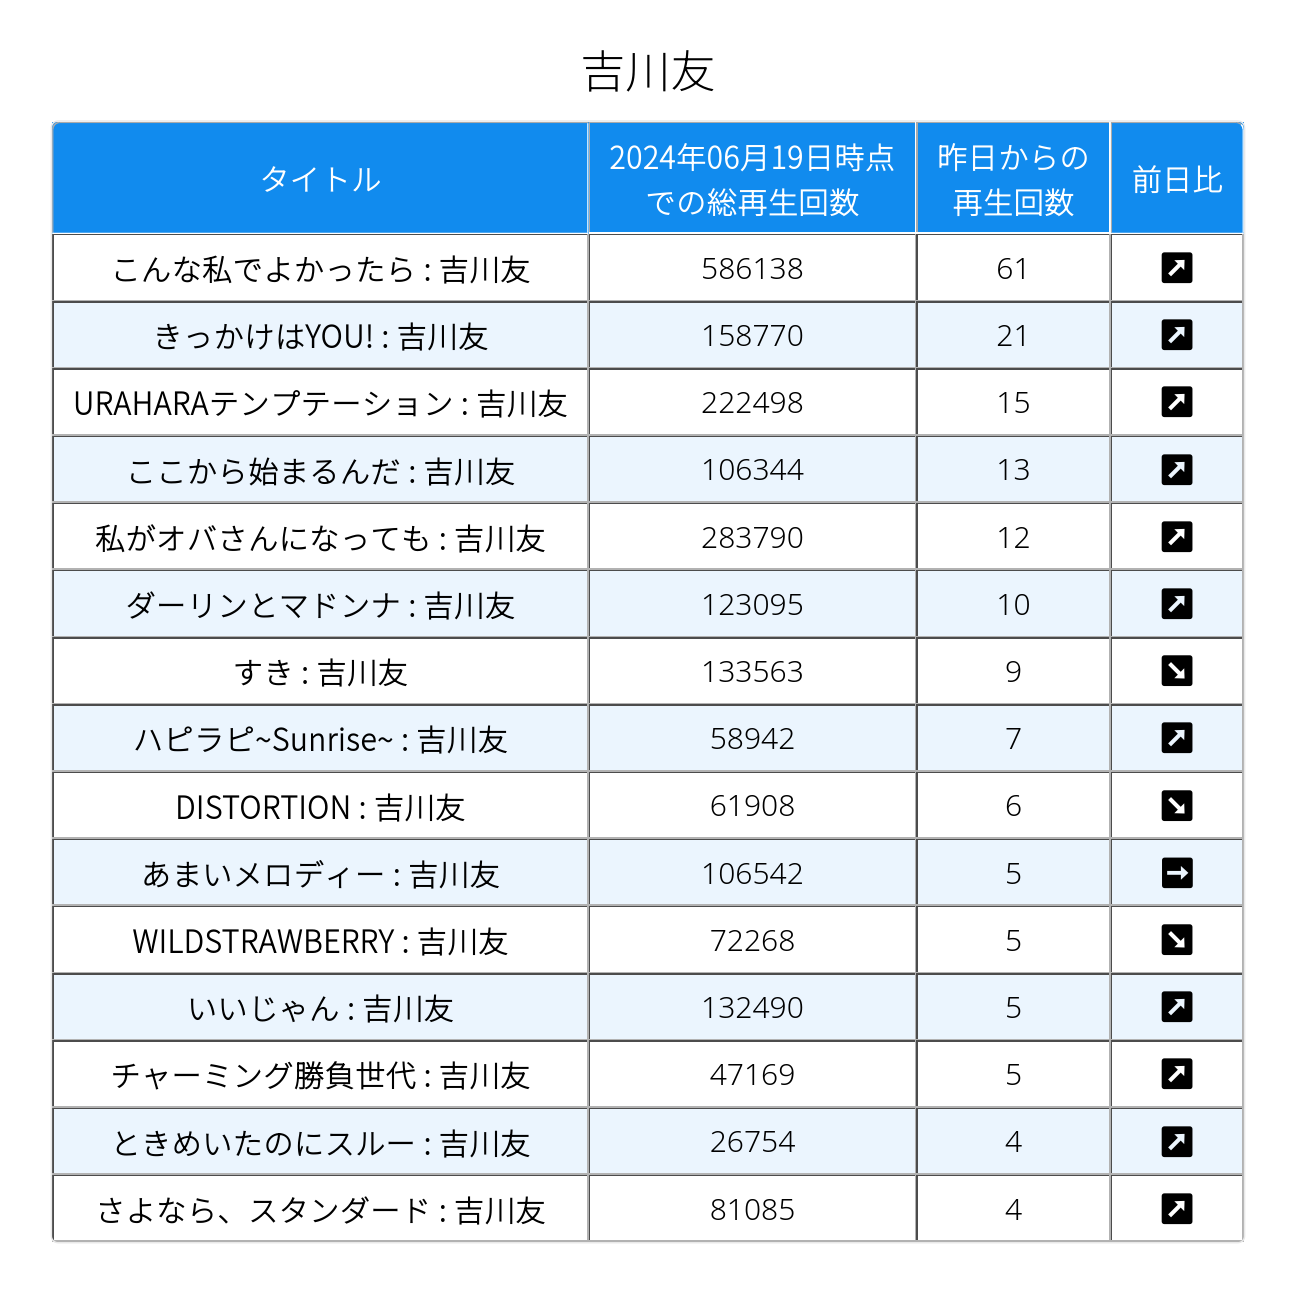 吉川友
タイトル
2024年06月19日時点
での総再生回数
昨日からの
再生回数
前日比
こんな私でよかったら : 吉川友 586138 61
きっかけはYOU! : 吉川友 158770 21
URAHARAテンプテーション : 吉川友 222498 15
ここから始まるんだ : 吉川友 106344 13
私がオバさんになっても : 吉川友 283790 12
ダーリンとマドンナ : 吉川友 123095 10
すき : 吉川友 133563 9
ハピラピ~Sunrise~ : 吉川友 58942 7
DISTORTION : 吉川友 61908 6
あまいメロディー : 吉川友 106542 5
WILDSTRAWBERRY : 吉川友 72268 5
いいじゃん : 吉川友 132490 5
チャーミング勝負世代 : 吉川友 47169 5
ときめいたのにスルー : 吉川友 26754 4
さよなら、スタンダード : 吉川友 81085 4